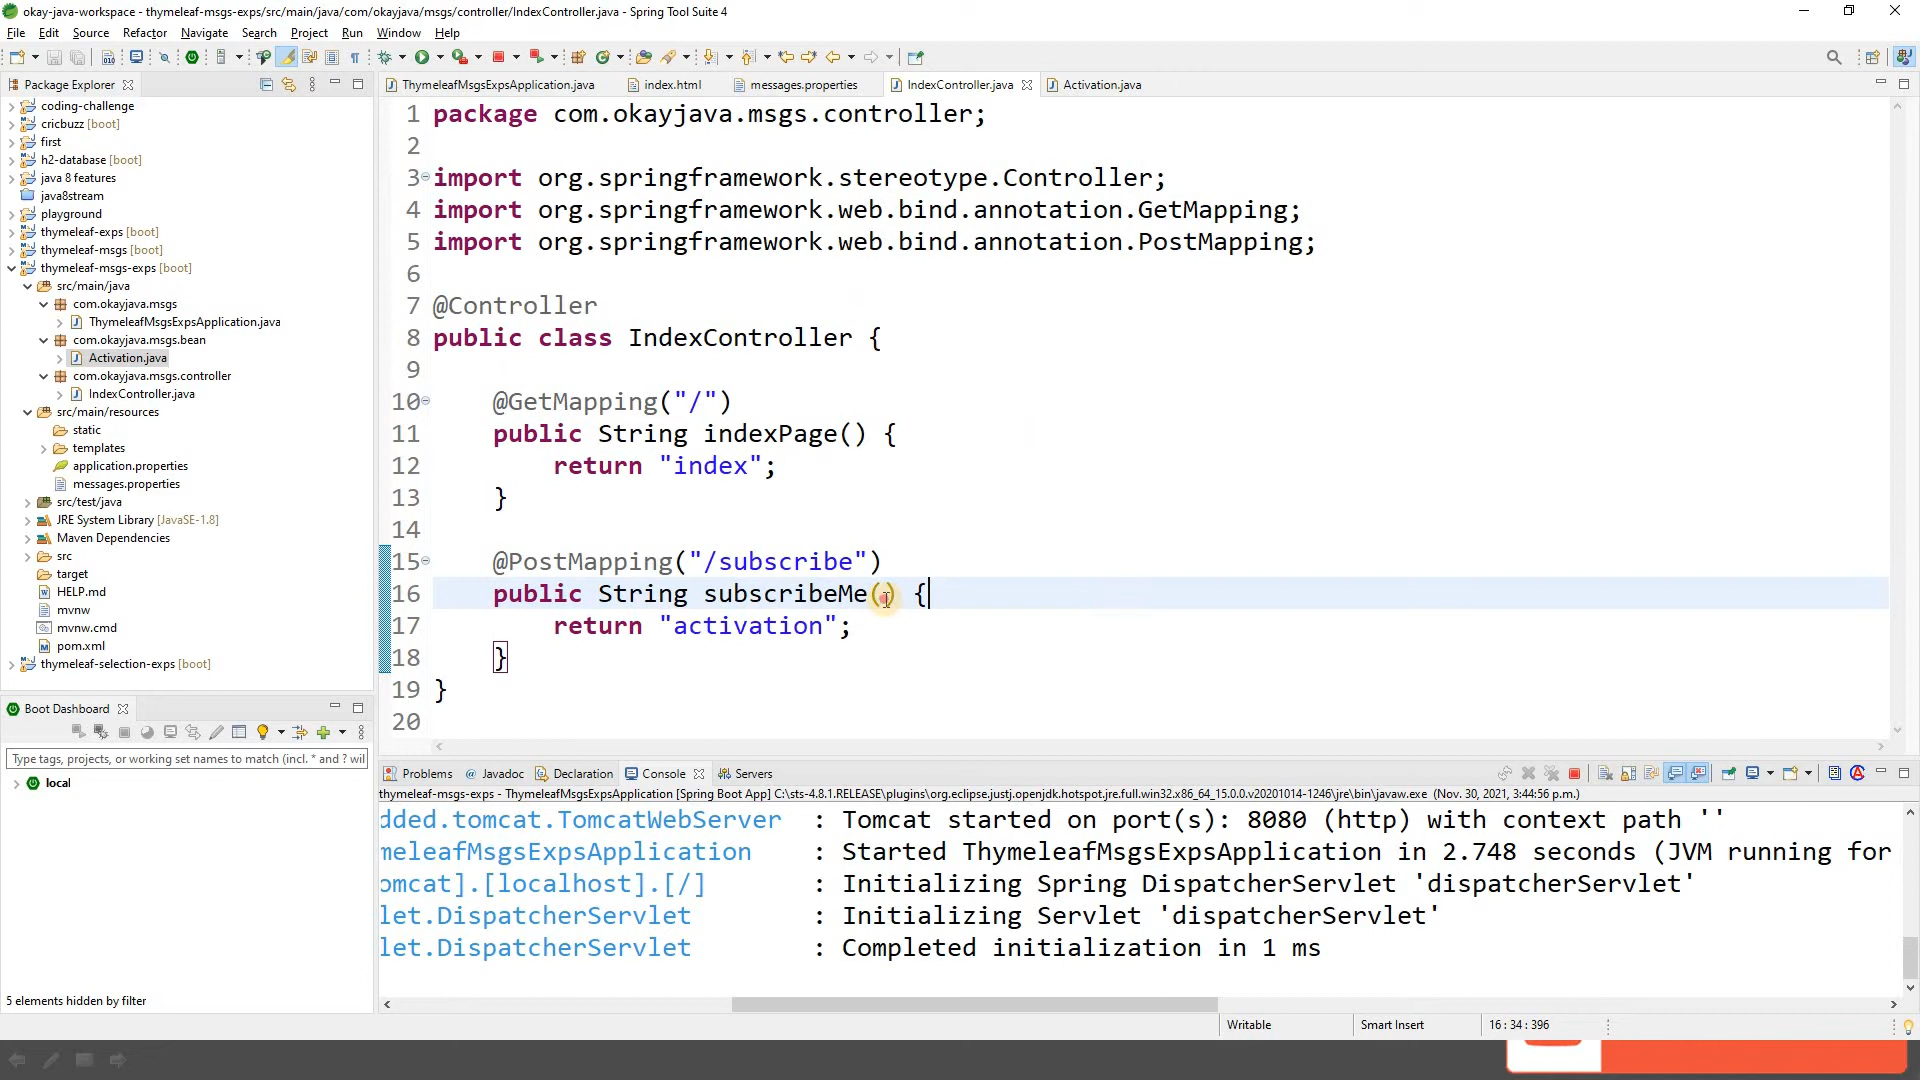 okay-java-workspace - thymeleaf-msgs-exps/src/main/java/com/okayjava/msgs/controller/IndexController.java - Spring Tool Suite 4
File Edit Source Refactor Navigate Search Project Run Window Help
Package Explorer
coding-challenge
cricbuzz [boot]
first
h2-database [boot]
java 8 features
java8stream
playground
thymeleaf-exps [boot]
thymeleaf-msgs [boot]
thymeleaf-msgs-exps [boot]
src/main/java
com.okayjava.msgs
ThymeleafMsgsExpsApplication.java
com.okayjava.msgs.bean
Activation.java
com.okayjava.msgs.controller
IndexController.java
src/main/resources
static
templates
application.properties
messages.properties
src/test/java
JRE System Library [JavaSE-1.8]
Maven Dependencies
src
target
HELP.md
mvnw
mvnw.cmd
pom.xml
thymeleaf-selection-exps [boot]
Boot Dashboard
Type tags, projects, or working set names to match (incl. * and ? wil
local
5 elements hidden by filter
ThymeleafMsgsExpsApplication.java index.html messages.properties IndexController.java Activation.java
1 package com.okayjava.msgs.controller;
2
3 import org.springframework.stereotype.Controller;
4 import org.springframework.web.bind.annotation.GetMapping;
5 import org.springframework.web.bind.annotation.PostMapping;
6
7 @Controller
8 public class IndexController {
9
10 @GetMapping("/")
11 public String indexPage() {
12 return "index";
13 }
14
15 @PostMapping("/subscribe")
16 public String subscribeMe() {
17 return "activation";
18 }
19 }
20
Problems Javadoc Declaration Console Servers
thymeleaf-msgs-exps - ThymeleafMsgsExpsApplication [Spring Boot App] C:\sts-4.8.1.RELEASE\plugins\org.eclipse.justj.openjdk.hotspot.jre.full.win32.x86_64_15.0.0.v20201014-1246\jre\bin\javaw.exe (Nov. 30, 2021, 3:44:56 p.m.)
dded.tomcat.TomcatWebServer : Tomcat started on port(s): 8080 (http) with context path ''
meleafMsgsExpsApplication : Started ThymeleafMsgsExpsApplication in 2.748 seconds (JVM running for
omcat].[localhost].[/] : Initializing Spring DispatcherServlet 'dispatcherServlet'
let.DispatcherServlet : Initializing Servlet 'dispatcherServlet'
let.DispatcherServlet : Completed initialization in 1 ms
Writable Smart Insert 16 : 34 : 396